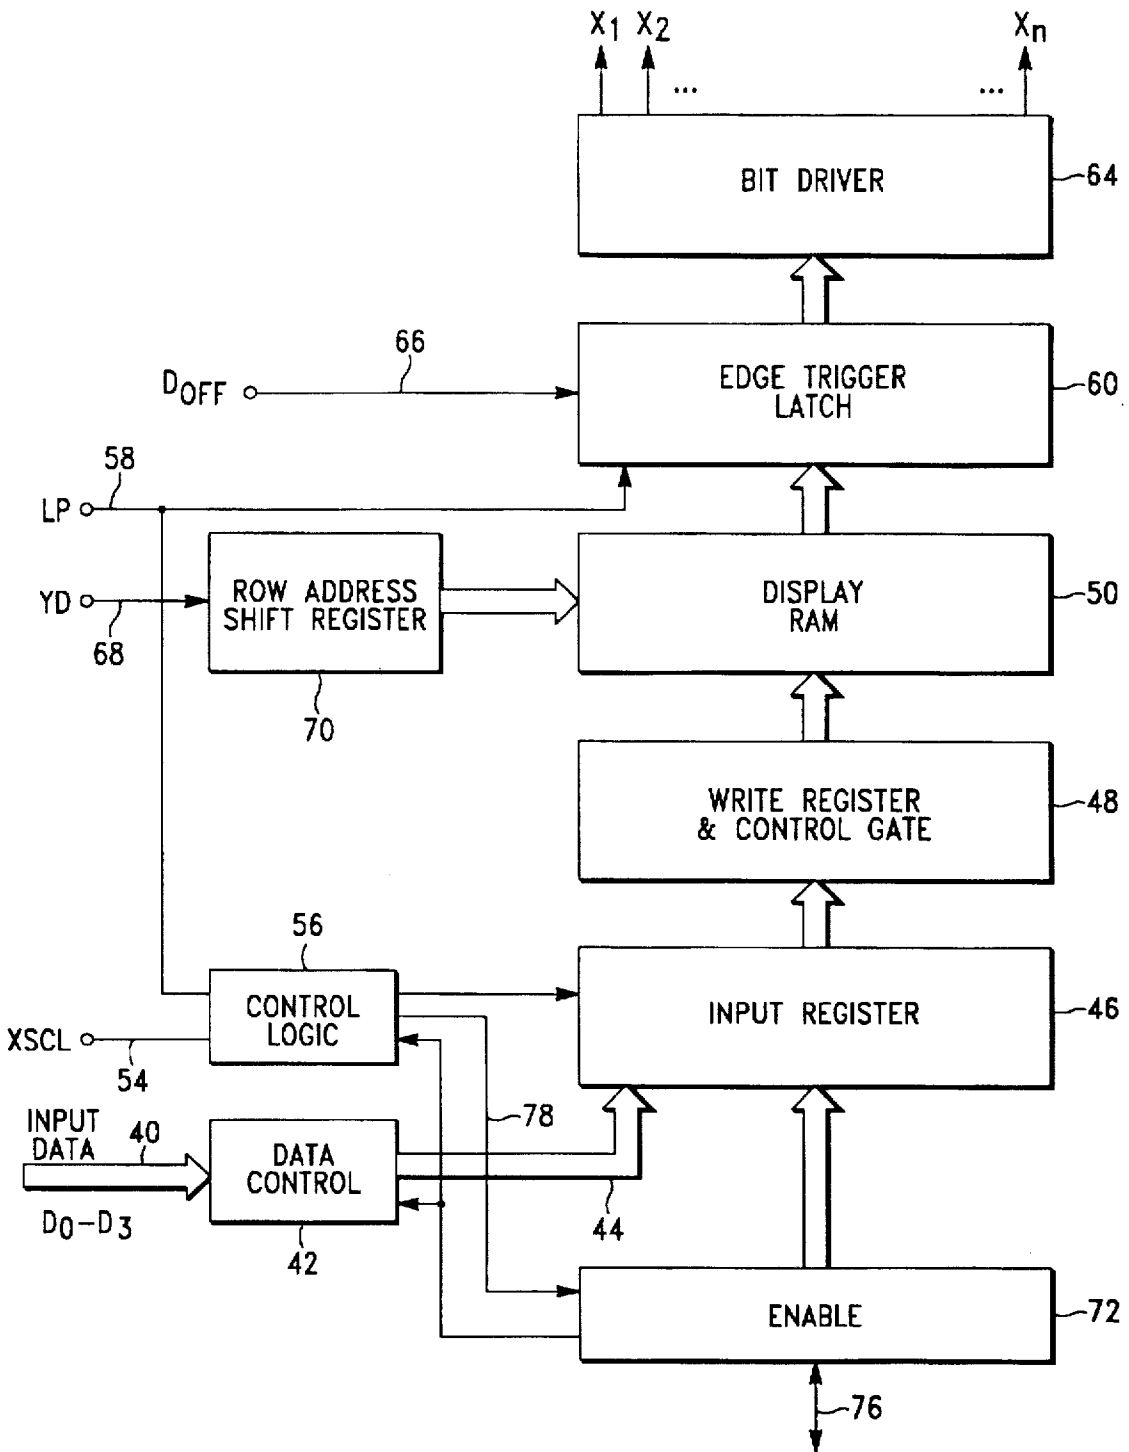 X1 X2 Xn
... ...
BIT DRIVER
64
66
DOFF
EDGE TRIGGER
LATCH
60
58
LP
YD
68
ROW ADDRESS
SHIFT REGISTER
70
DISPLAY
RAM
50
WRITE REGISTER
& CONTROL GATE
48
56
CONTROL
LOGIC
INPUT REGISTER
46
XSCL
54
78
INPUT
DATA
40
DATA
CONTROL
D0-D3
42
44
ENABLE
72
76